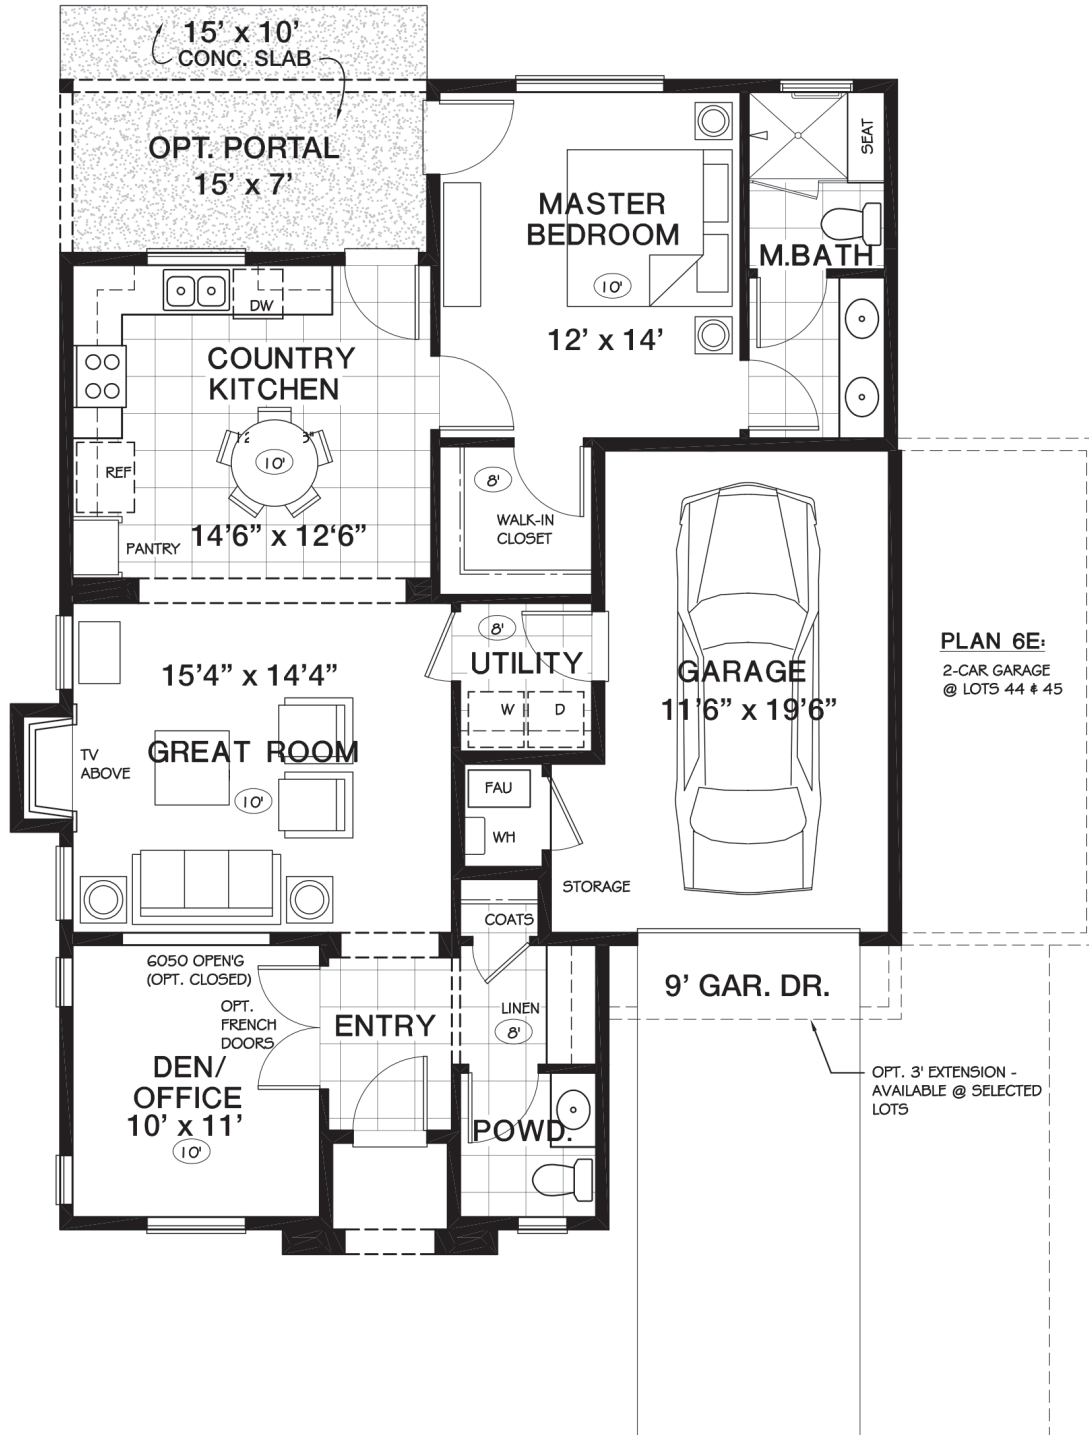 15’ x 10’
CONC. SLAB
OPT. PORTAL
15’ x 7’
MASTER
BEDROOM
10'
12’ x 14’
SEAT
M.BATH
DW
COUNTRY
KITCHEN
10'
REF
14’6” x 12‘6”
PANTRY
8'
WALK-IN
CLOSET
15’4” x 14’4”
GREAT ROOM
TV
ABOVE
10'
8'
UTILITY
W D
GARAGE
11’6” x 19’6”
PLAN 6E:
2-CAR GARAGE
@ LOTS 44 & 45
FAU
WH
STORAGE
COATS
6050 OPEN'G
(OPT. CLOSED)
OPT.
FRENCH
DOORS
ENTRY
LINEN
8'
9’ GAR. DR.
DEN/
OFFICE
10’ x 11’
10'
POWD.
OPT. 3' EXTENSION -
AVAILABLE @ SELECTED
LOTS